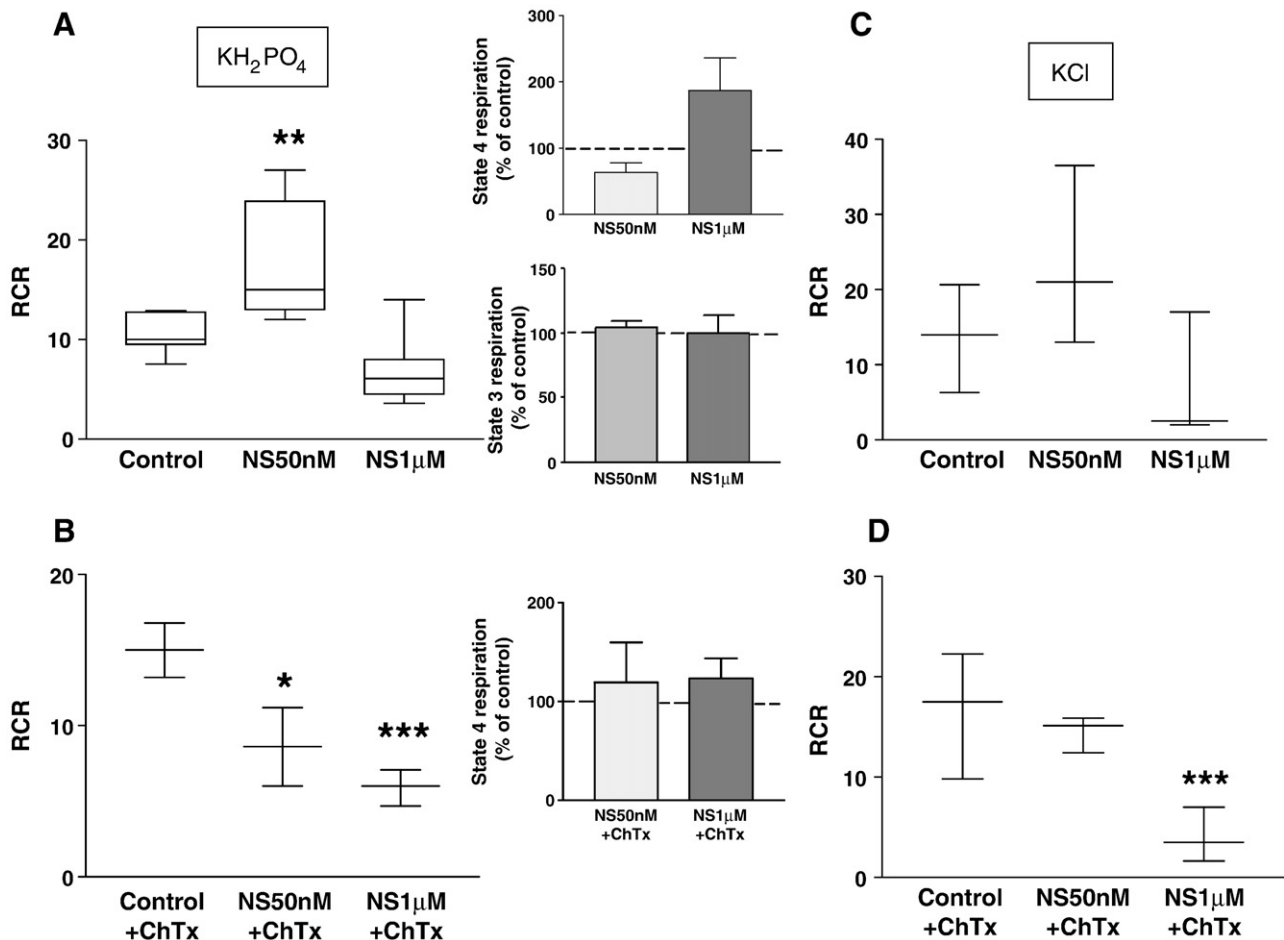 A
KH2PO4
RCR
30
20
10
0
**
Control
NS50nM
NS1μM
State 4 respiration
(% of control)
300
200
100
0
NS50nM
NS1μM
State 3 respiration
(% of control)
150
100
50
0
NS50nM
NS1μM
C
KCl
RCR
40
30
20
10
0
Control
NS50nM
NS1μM
B
RCR
20
10
0
*
***
Control
+ChTx
NS50nM
+ChTx
NS1μM
+ChTx
State 4 respiration
(% of control)
200
100
0
NS50nM
+ChTx
NS1μM
+ChTx
D
RCR
30
20
10
0
***
Control
+ChTx
NS50nM
+ChTx
NS1μM
+ChTx